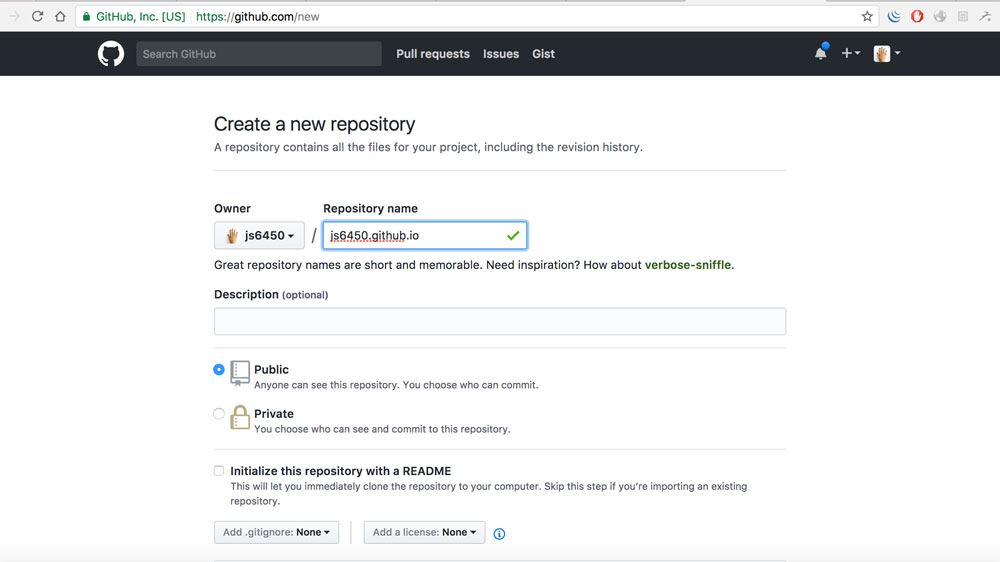 GitHub, Inc. [US] https://github.com/new
Search GitHub Pull requests Issues Gist
Create a new repository
A repository contains all the files for your project, including the revision history.
Owner Repository name
js6450 / js6450.github.io
Great repository names are short and memorable. Need inspiration? How about verbose-sniffle.
Description (optional)
Public
Anyone can see this repository. You choose who can commit.
Private
You choose who can see and commit to this repository.
Initialize this repository with a README
This will let you immediately clone the repository to your computer. Skip this step if you're importing an existing
repository.
Add .gitignore: None Add a license: None